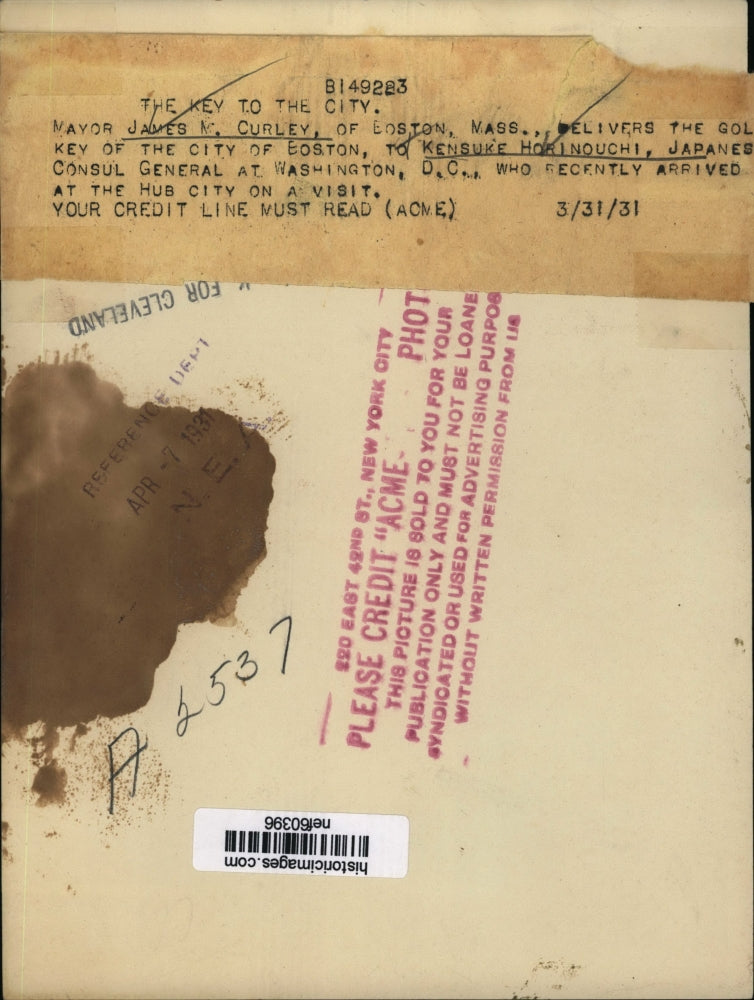 B149283
THE KEY TO THE CITY.
MAYOR JAMES M. CURLEY, OF BOSTON, MASS., DELIVERS THE GOL
KEY OF THE CITY OF BOSTON, TO KENSUKE HORINOUCHI, JAPANES
CONSUL GENERAL AT WASHINGTON, D.C., WHO RECENTLY ARRIVED
AT THE HUB CITY ON A VISIT.
YOUR CREDIT LINE MUST READ (ACME) 3/31/31
FOR CLEVELAND
REFERENCE DEPT
APR -7 1931
N. E. A.
220 EAST 42ND ST., NEW YORK CITY
PLEASE CREDIT "ACME- PHOT
THIS PICTURE IS SOLD TO YOU FOR YOUR
PUBLICATION ONLY AND MUST NOT BE LOANE
SYNDICATED OR USED FOR ADVERTISING PURPOS
WITHOUT WRITTEN PERMISSION FROM US
A 2537
historicimages.com
nef60396